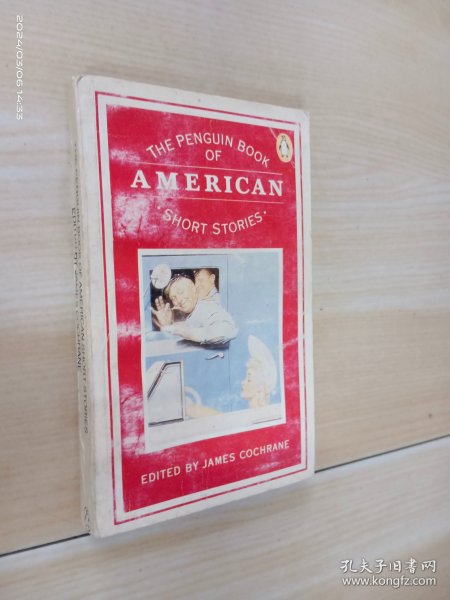 2024/03/06 14:33
THE PENGUIN BOOK
OF
AMERICAN
SHORT STORIES
EDITED BY JAMES COCHRANE
孔夫子旧书网
www.kongfz.com